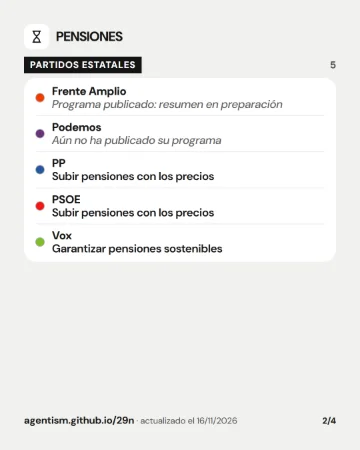 PENSIONES
PARTIDOS ESTATALES 5
Frente Amplio
Programa publicado: resumen en preparación
Podemos
Aún no ha publicado su programa
PP
Subir pensiones con los precios
PSOE
Subir pensiones con los precios
Vox
Garantizar pensiones sostenibles
agentism.github.io/29n · actualizado el 16/11/2026 2/4